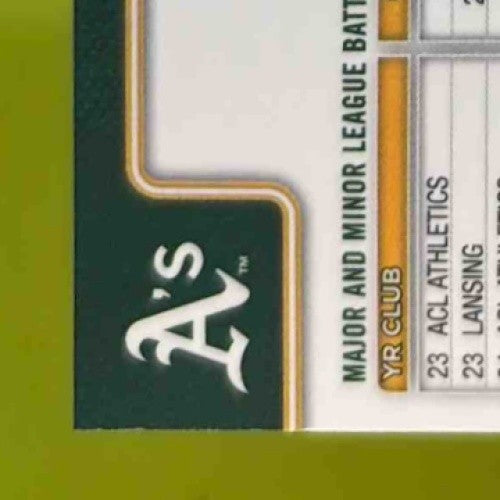 A's™
MAJOR AND MINOR LEAGUE BATT
YR CLUB
23 ACL ATHLETICS
23 LANSING